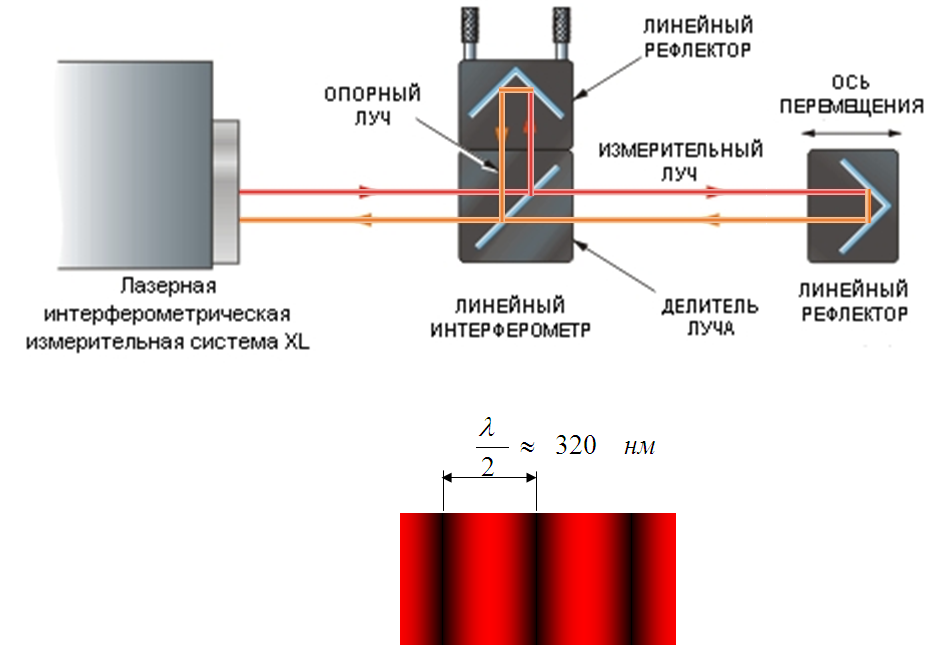 ЛИНЕЙНЫЙ
РЕФЛЕКТОР
ОПОРНЫЙ
ЛУЧ
ОСЬ
ПЕРЕМЕЩЕНИЯ
ИЗМЕРИТЕЛЬНЫЙ
ЛУЧ
Лазерная
интерферометрическая
измерительная система XL
ЛИНЕЙНЫЙ
ИНТЕРФЕРОМЕТР
ДЕЛИТЕЛЬ
ЛУЧА
ЛИНЕЙНЫЙ
РЕФЛЕКТОР
λ/2 ≈ 320 нм